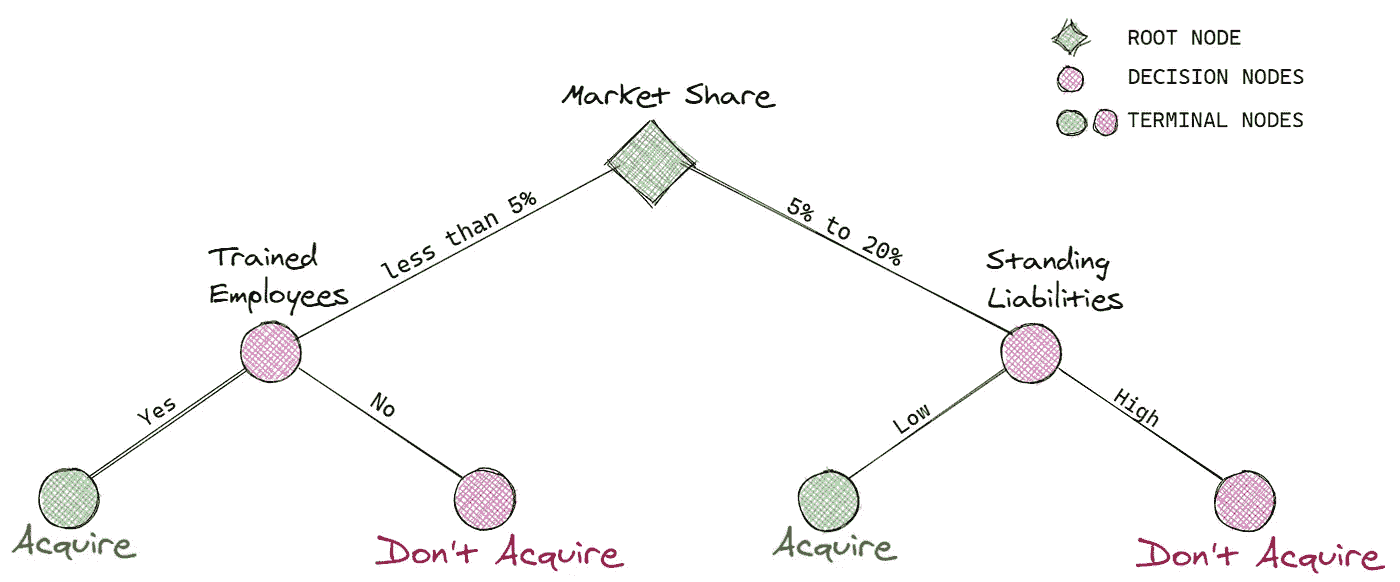 ROOT NODE
DECISION NODES
TERMINAL NODES
Market Share
less than 5%
5% to 20%
Trained
Employees
Standing
Liabilities
Yes
No
Low
High
Acquire
Don't Acquire
Acquire
Don't Acquire